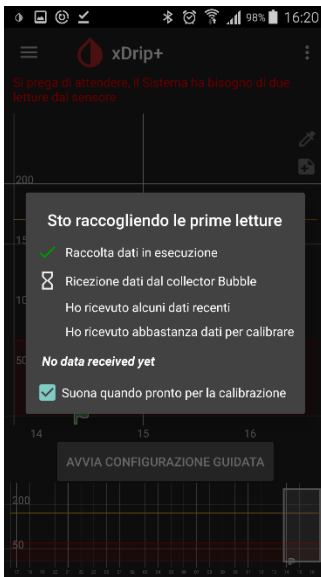 98% 16:20
xDrip+
Si prega di attendere, il Sistema ha bisogno di due
letture dal sensore
200
Sto raccogliendo le prime letture
15
Raccolta dati in esecuzione
Ricezione dati dal collector Bubble
10
Ho ricevuto alcuni dati recenti
Ho ricevuto abbastanza dati per calibrare
50
No data received yet
Suona quando pronto per la calibrazione
14 15 16
AVVIA CONFIGURAZIONE GUIDATA
200
50